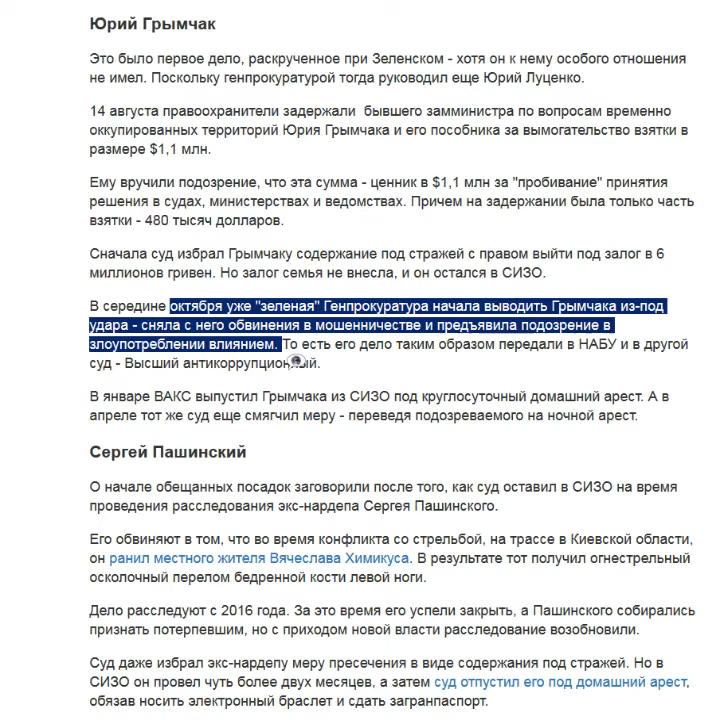 Юрий Грымчак
Это было первое дело, раскрученное при Зеленском - хотя он к нему особого отношения
не имел. Поскольку генпрокуратурой тогда руководил еще Юрий Луценко.
14 августа правоохранители задержали бывшего замминистра по вопросам временно
оккупированных территорий Юрия Грымчака и его пособника за вымогательство взятки в
размере $1,1 млн.
Ему вручили подозрение, что эта сумма - ценник в $1,1 млн за "пробивание" принятия
решения в судах, министерствах и ведомствах. Причем на задержании была только часть
взятки - 480 тысяч долларов.
Сначала суд избрал Грымчаку содержание под стражей с правом выйти под залог в 6
миллионов гривен. Но залог семья не внесла, и он остался в СИЗО.
В середине октября уже "зеленая" Генпрокуратура начала выводить Грымчака из-под
удара - сняла с него обвинения в мошенничестве и предъявила подозрение в
злоупотреблении влиянием. То есть его дело таким образом передали в НАБУ и в другой
суд - Высший антикоррупционный.
В январе ВАКС выпустил Грымчака из СИЗО под круглосуточный домашний арест. А в
апреле тот же суд еще смягчил меру - переведя подозреваемого на ночной арест.
Сергей Пашинский
О начале обещанных посадок заговорили после того, как суд оставил в СИЗО на время
проведения расследования экс-нардепа Сергея Пашинского.
Его обвиняют в том, что во время конфликта со стрельбой, на трассе в Киевской области,
он ранил местного жителя Вячеслава Химикуса. В результате тот получил огнестрельный
осколочный перелом бедренной кости левой ноги.
Дело расследуют с 2016 года. За это время его успели закрыть, а Пашинского собирались
признать потерпевшим, но с приходом новой власти расследование возобновили.
Суд даже избрал экс-нардепу меру пресечения в виде содержания под стражей. Но в
СИЗО он провел чуть более двух месяцев, а затем суд отпустил его под домашний арест,
обязав носить электронный браслет и сдать загранпаспорт.